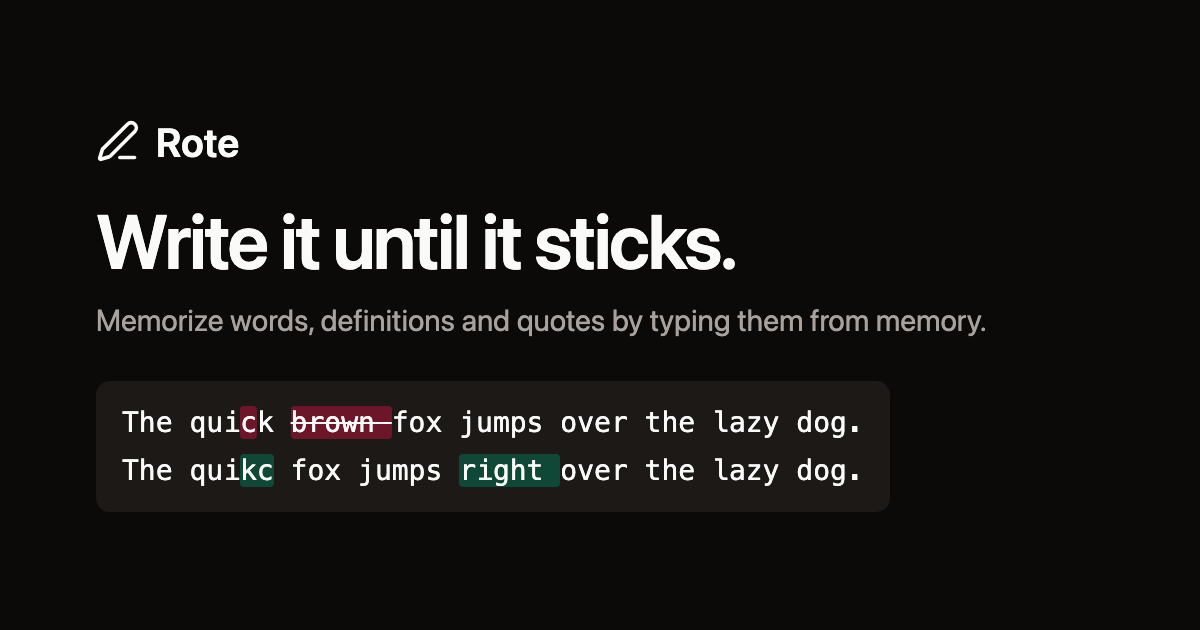 Rote
Write it until it sticks.
Memorize words, definitions and quotes by typing them from memory.
The quick brown fox jumps over the lazy dog.
The quikc fox jumps right over the lazy dog.